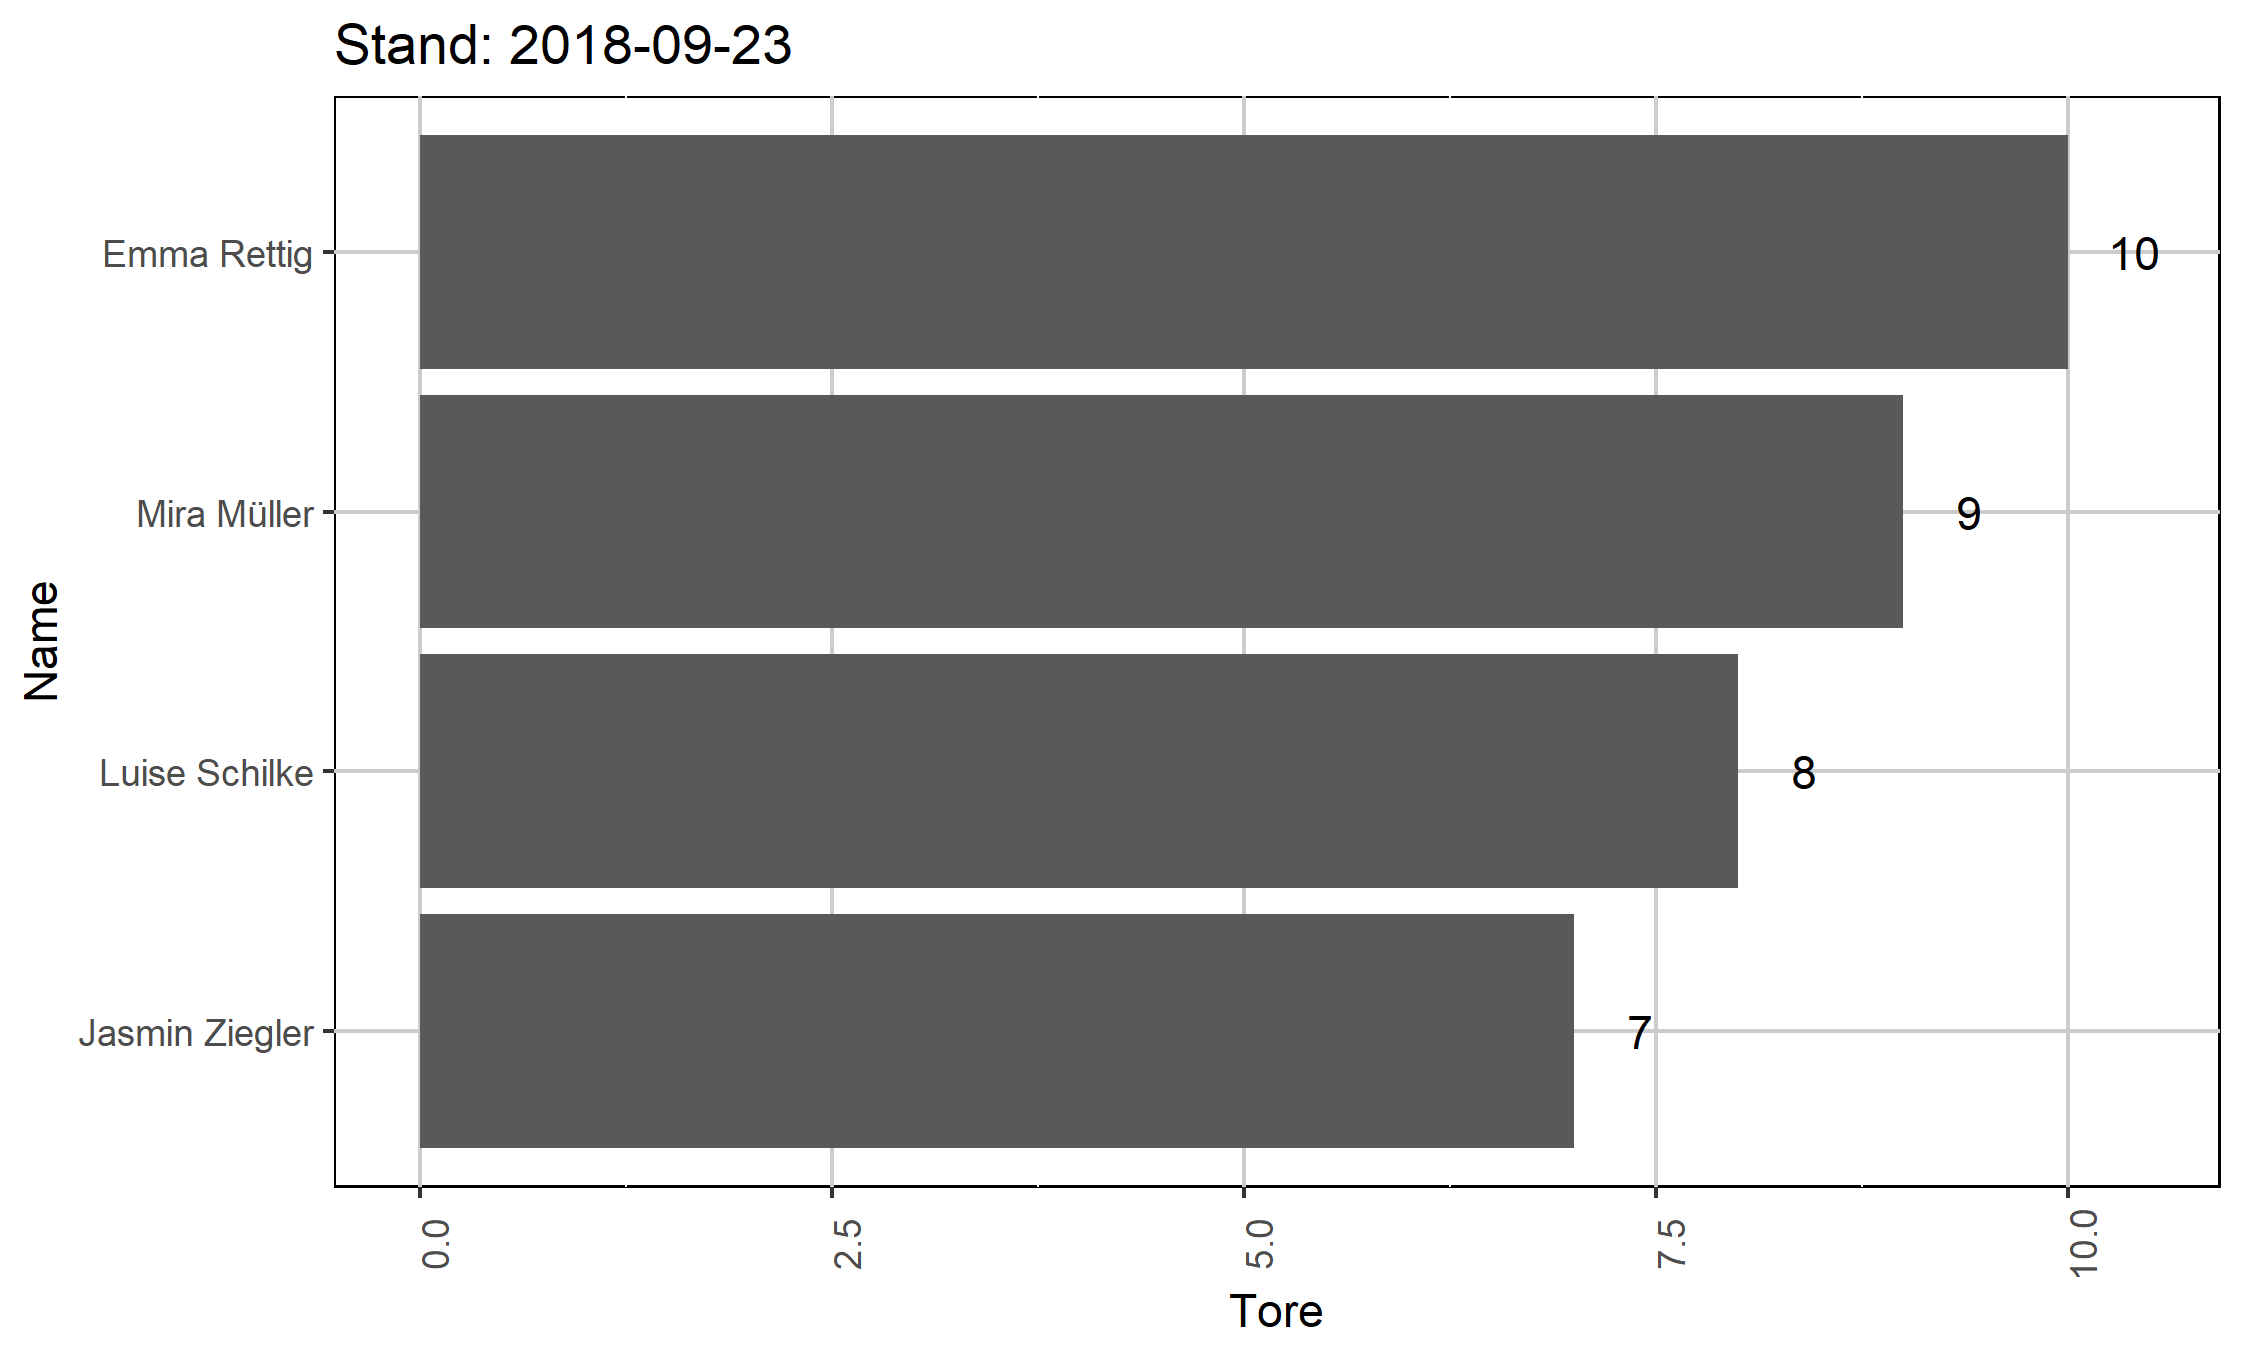 Stand: 2018-09-23
Name
Emma Rettig
10
Mira Müller
9
Luise Schilke
8
Jasmin Ziegler
7
0.0
2.5
5.0
7.5
10.0
Tore